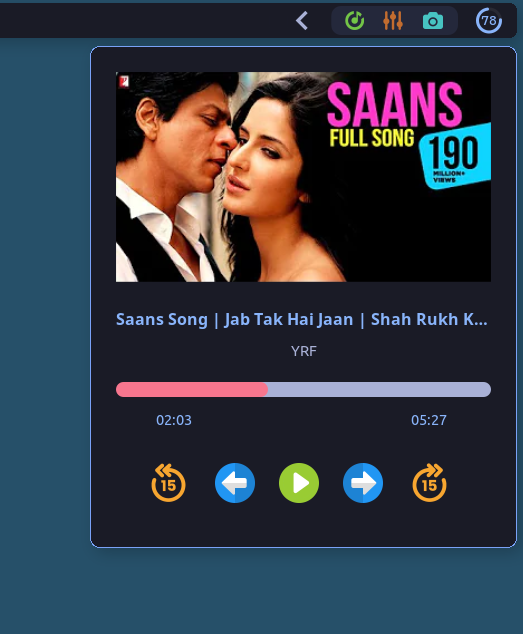 78
SAANS
FULL SONG
190
MILLION+
VIEWS
Saans Song | Jab Tak Hai Jaan | Shah Rukh K...
YRF
02:03 05:27
15 15